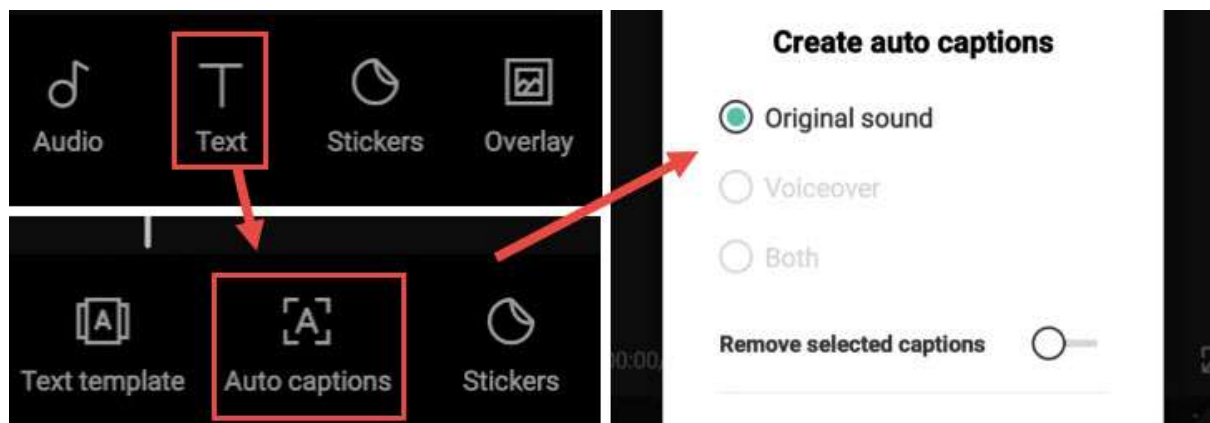 Audio
Text
Stickers
Overlay
Text template
Auto captions
Stickers
Create auto captions
Original sound
Voiceover
Both
Remove selected captions